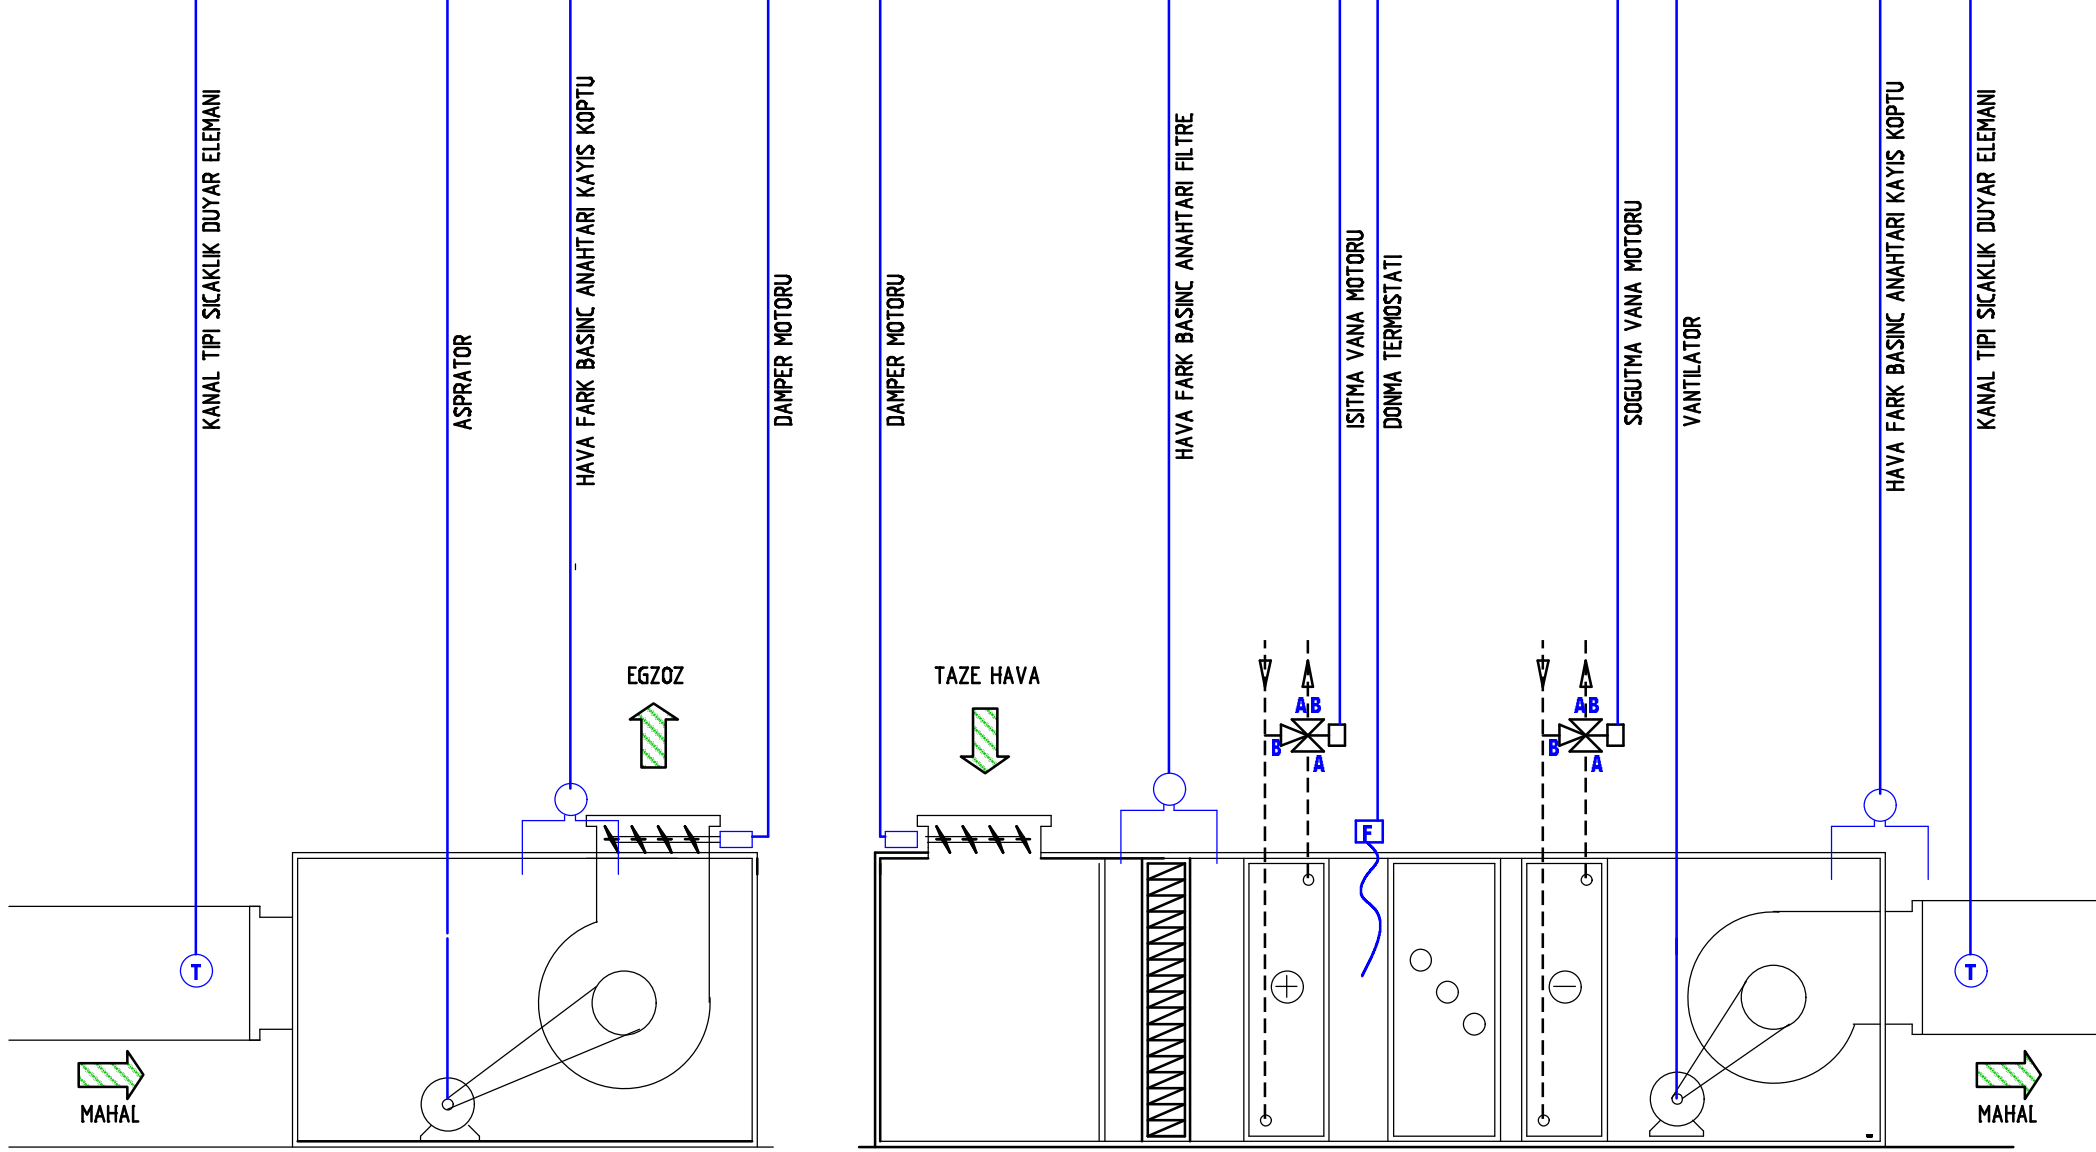 KANAL TIPI SICAKLIK DUYAR ELEMANI
ASPRATOR
HAVA FARK BASINC ANAHTARI KAYIS KOPTU
DAMPER MOTORU
DAMPER MOTORU
HAVA FARK BASINC ANAHTARI FILTRE
ISITMA VANA MOTORU
DONMA TERMOSTATI
SOGUTMA VANA MOTORU
VANTILATOR
HAVA FARK BASINC ANAHTARI KAYIS KOPTU
KANAL TIPI SICAKLIK DUYAR ELEMANI
EGZOZ
TAZE HAVA
AB
B
A
AB
B
A
F
T
T
MAHAL
MAHAL